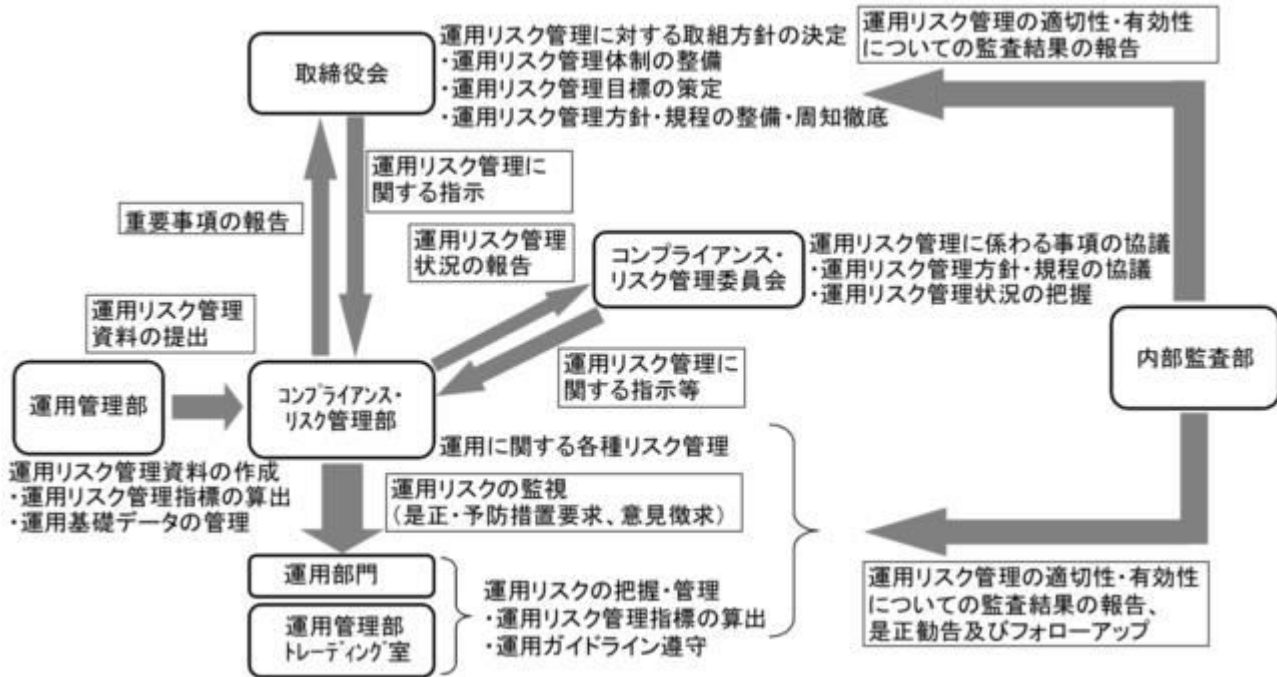 取締役会
運用リスク管理に対する取組方針の決定
・運用リスク管理体制の整備
・運用リスク管理目標の策定
・運用リスク管理方針・規程の整備・周知徹底
運用リスク管理の適切性・有効性
についての監査結果の報告
運用リスク管理に
関する指示
重要事項の報告
運用リスク管理
状況の報告
コンプライアンス・
リスク管理委員会
運用リスク管理に係わる事項の協議
・運用リスク管理方針・規程の協議
・運用リスク管理状況の把握
運用リスク管理
資料の提出
内部監査部
運用管理部
コンプライアンス・
リスク管理部
運用リスク管理に
関する指示等
運用に関する各種リスク管理
運用リスク管理資料の作成
・運用リスク管理指標の算出
・運用基礎データの管理
運用リスクの監視
(是正・予防措置要求、意見徴求)
運用部門
運用管理部
トレーディング室
運用リスクの把握・管理
・運用リスク管理指標の算出
・運用ガイドライン遵守
運用リスク管理の適切性・有効性
についての監査結果の報告、
是正勧告及びフォローアップ